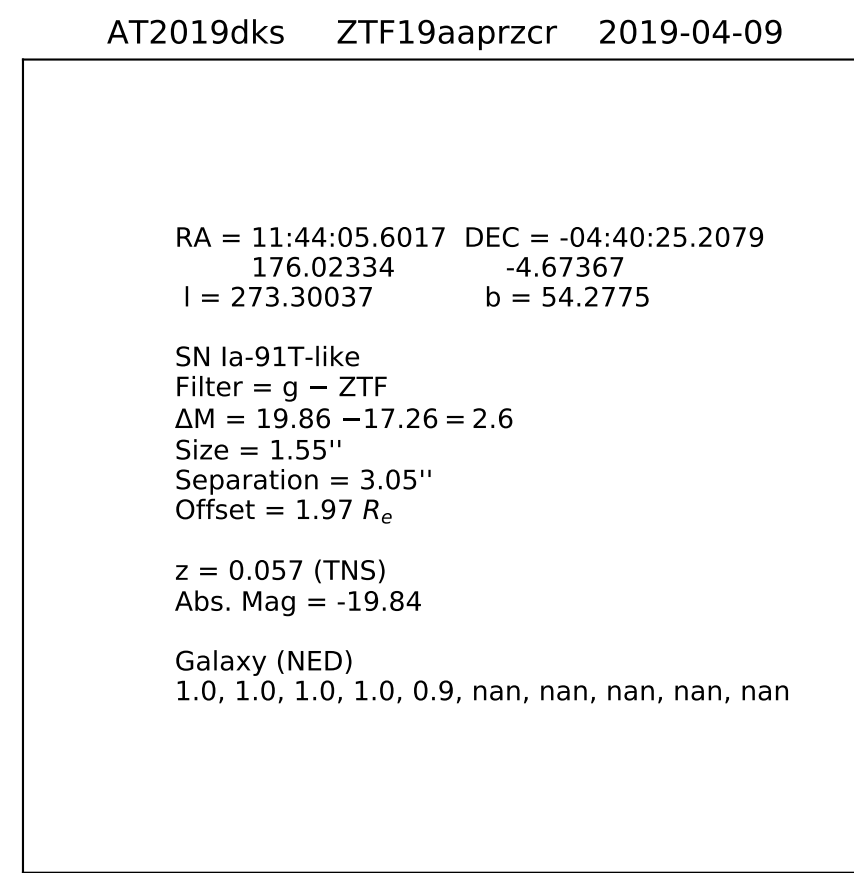 AT2019dks ZTF19aaprzcr 2019-04-09
RA = 11:44:05.6017 DEC = -04:40:25.2079
176.02334 -4.67367
l = 273.30037 b = 54.2775
SN Ia-91T-like
Filter = g − ZTF
ΔM = 19.86 −17.26 = 2.6
Size = 1.55''
Separation = 3.05''
Offset = 1.97 Re
z = 0.057 (TNS)
Abs. Mag = -19.84
Galaxy (NED)
1.0, 1.0, 1.0, 1.0, 0.9, nan, nan, nan, nan, nan